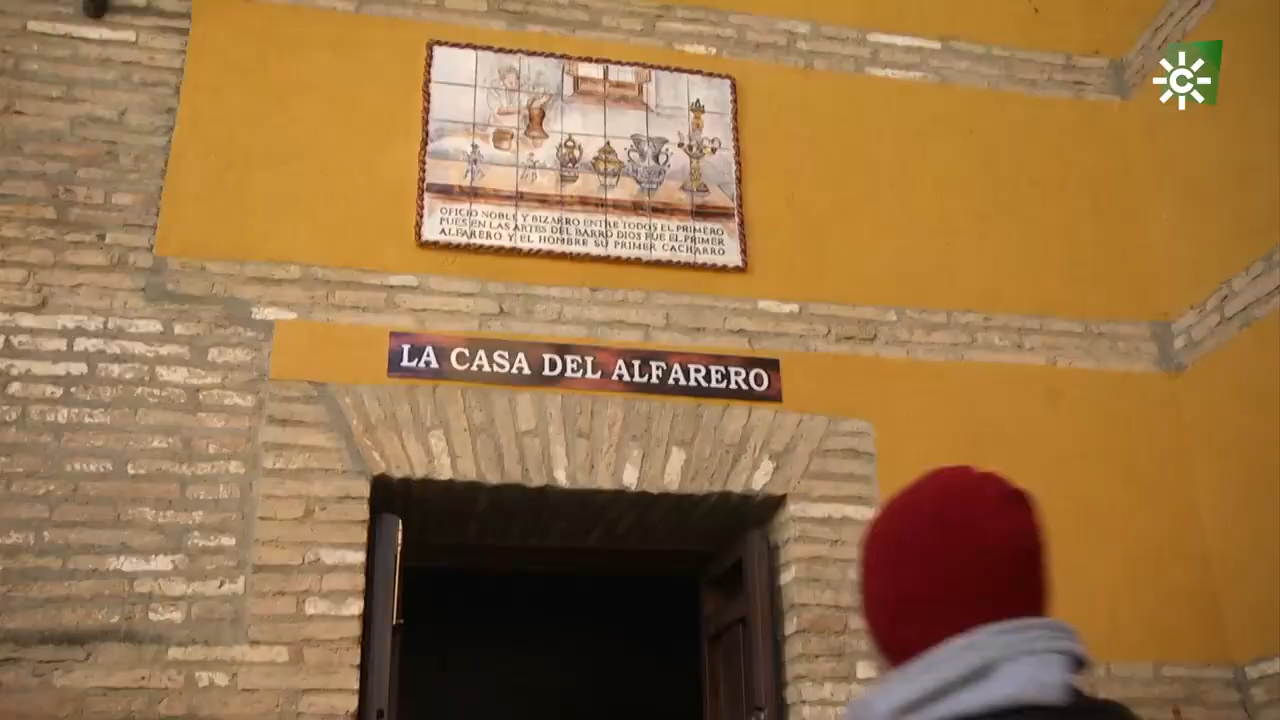 OFICIO NOBLE Y BIZARRO ENTRE TODOS EL PRIMERO
PUES EN LAS ARTES DEL BARRO DIOS FUE EL PRIMER
ALFARERO Y EL HOMBRE SU PRIMER CACHARRO
LA CASA DEL ALFARERO